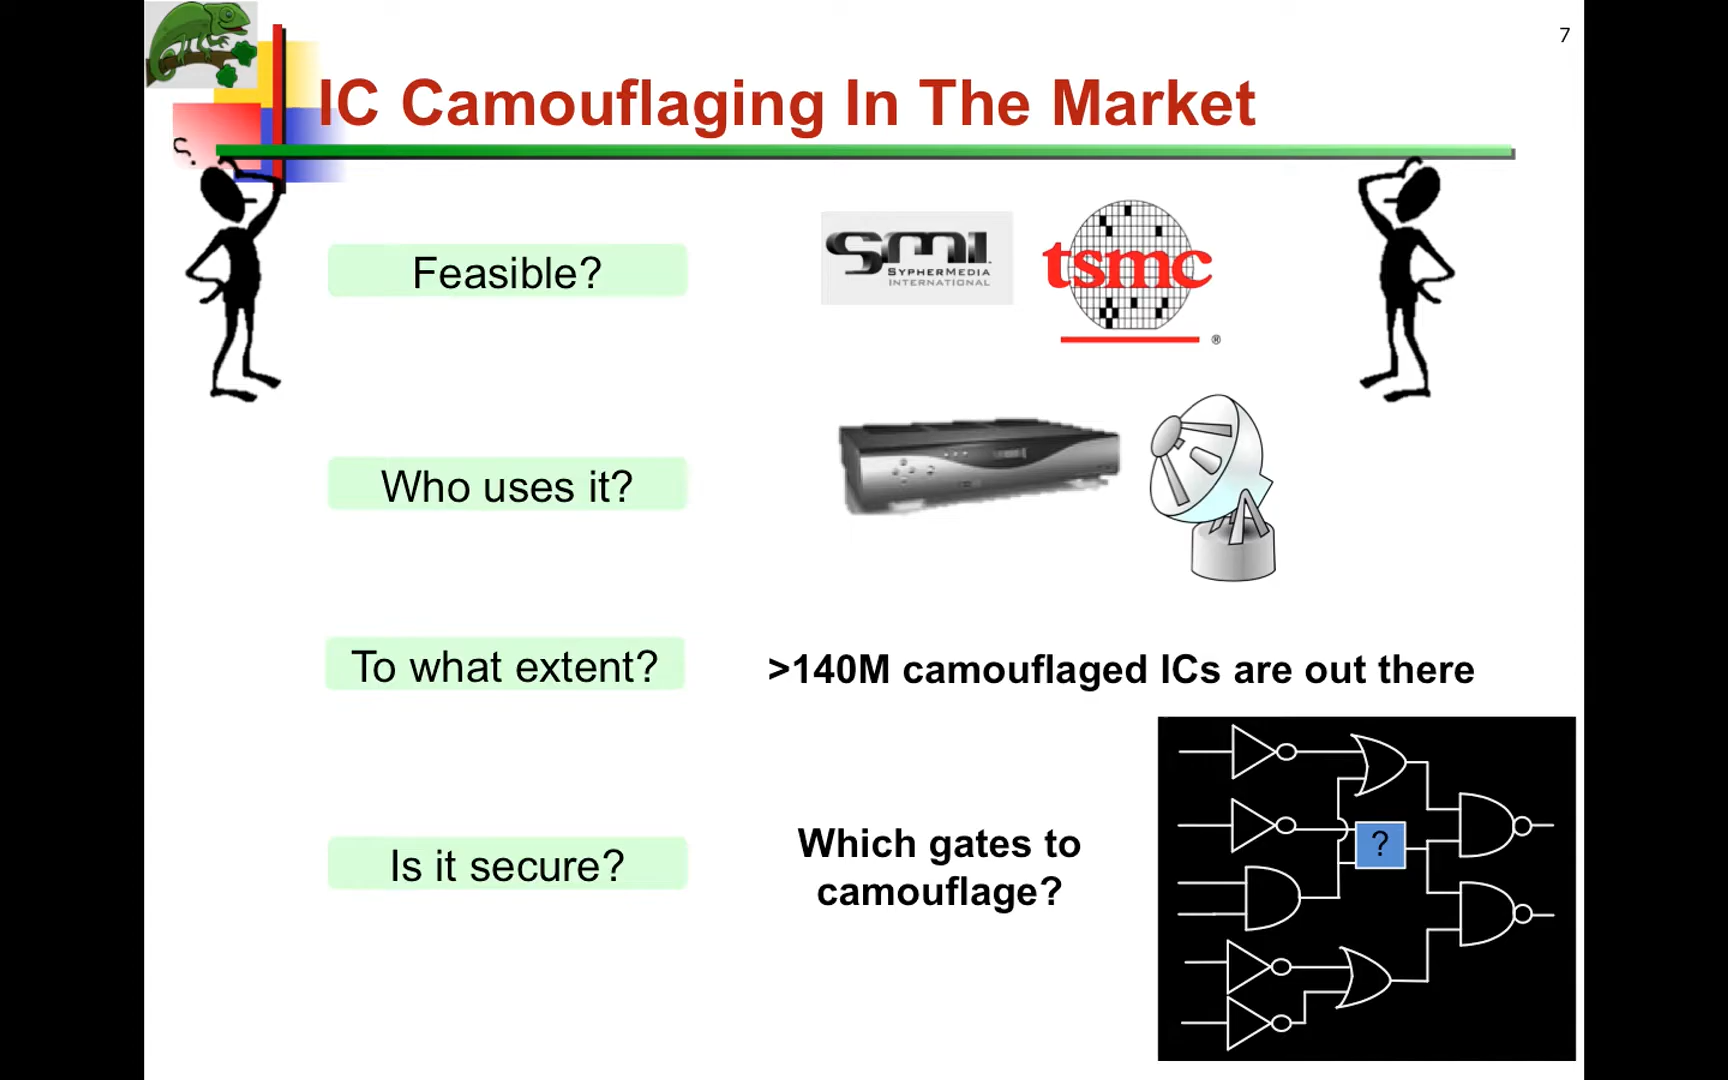 7
IC Camouflaging In The Market
S.
Feasible?
SMI
SYPHERMEDIA
INTERNATIONAL
tsmc
®
Who uses it?
To what extent?
>140M camouflaged ICs are out there
Is it secure?
Which gates to
camouflage?
?